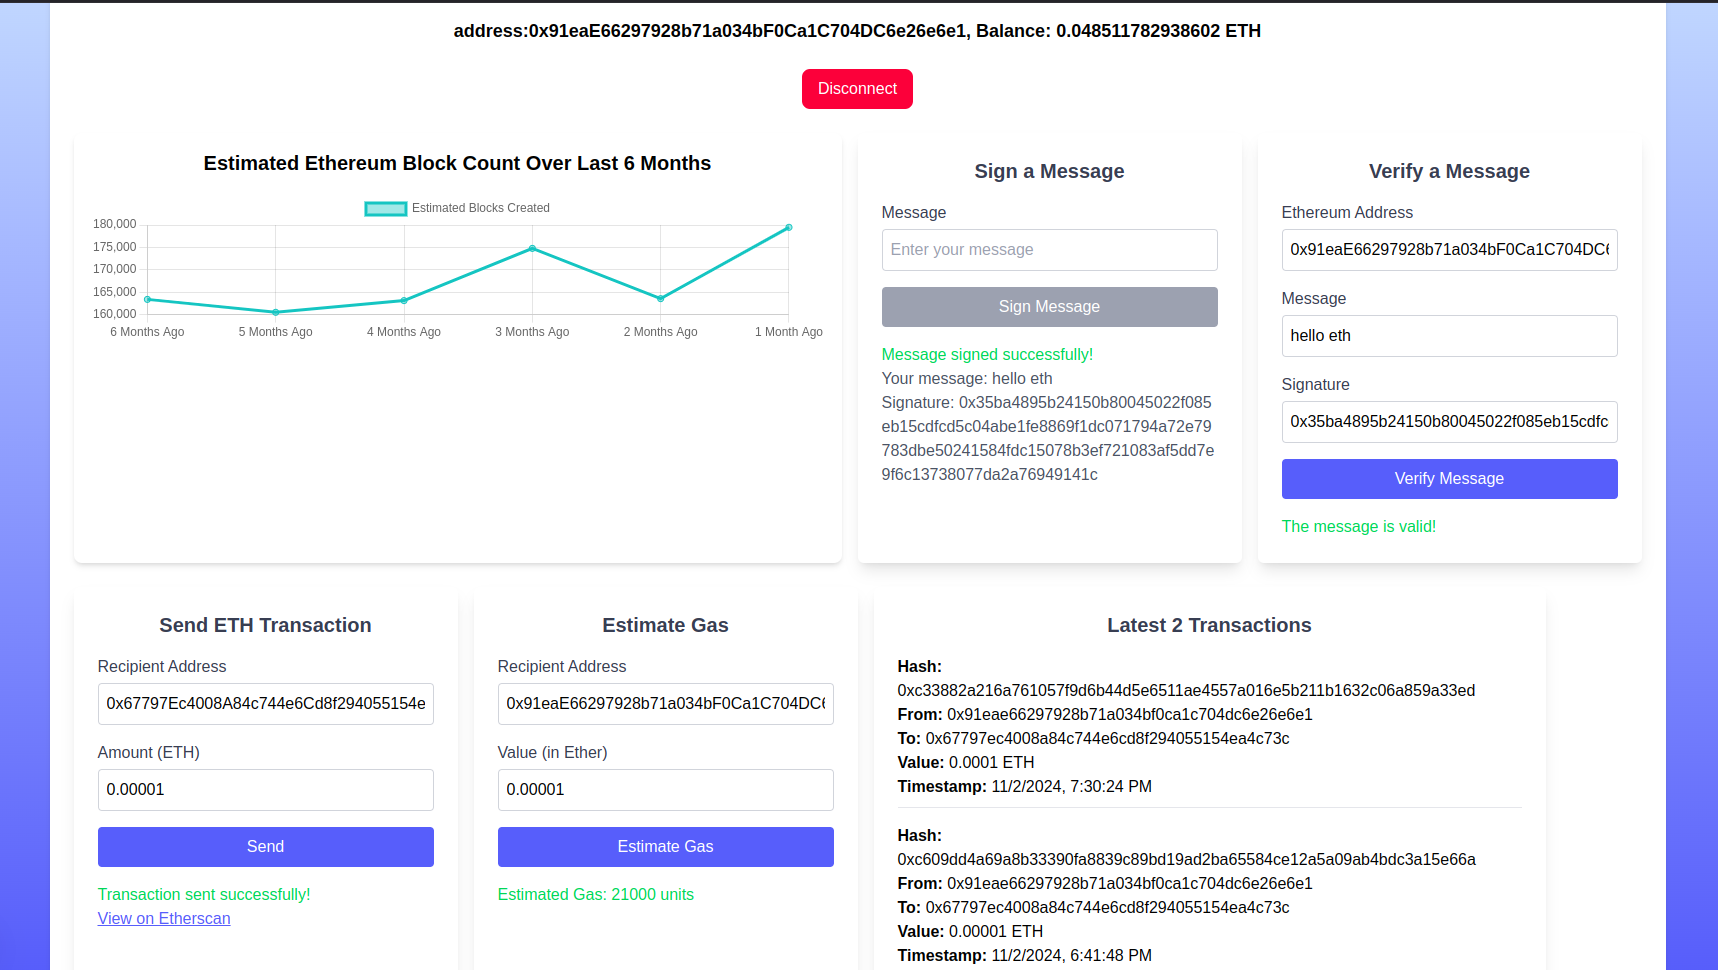 address:0x91eaE66297928b71a034bF0Ca1C704DC6e26e6e1, Balance: 0.048511782938602 ETH
Disconnect
Estimated Ethereum Block Count Over Last 6 Months
Estimated Blocks Created
180,000
175,000
170,000
165,000
160,000
6 Months Ago
5 Months Ago
4 Months Ago
3 Months Ago
2 Months Ago
1 Month Ago
Sign a Message
Message
Enter your message
Sign Message
Message signed successfully!
Your message: hello eth
Signature: 0x35ba4895b24150b80045022f085
eb15cdfcd5c04abe1fe8869f1dc071794a72e79
783dbe50241584fdc15078b3ef721083af5dd7e
9f6c13738077da2a76949141c
Verify a Message
Ethereum Address
0x91eaE66297928b71a034bF0Ca1C704DC6
Message
hello eth
Signature
0x35ba4895b24150b80045022f085eb15cdfc
Verify Message
The message is valid!
Send ETH Transaction
Recipient Address
0x67797Ec4008A84c744e6Cd8f294055154e
Amount (ETH)
0.00001
Send
Transaction sent successfully!
View on Etherscan
Estimate Gas
Recipient Address
0x91eaE66297928b71a034bF0Ca1C704DC6
Value (in Ether)
0.00001
Estimate Gas
Estimated Gas: 21000 units
Latest 2 Transactions
Hash:
0xc33882a216a761057f9d6b44d5e6511ae4557a016e5b211b1632c06a859a33ed
From: 0x91eae66297928b71a034bf0ca1c704dc6e26e6e1
To: 0x67797ec4008a84c744e6cd8f294055154ea4c73c
Value: 0.0001 ETH
Timestamp: 11/2/2024, 7:30:24 PM
Hash:
0xc609dd4a69a8b33390fa8839c89bd19ad2ba65584ce12a5a09ab4bdc3a15e66a
From: 0x91eae66297928b71a034bf0ca1c704dc6e26e6e1
To: 0x67797ec4008a84c744e6cd8f294055154ea4c73c
Value: 0.00001 ETH
Timestamp: 11/2/2024, 6:41:48 PM